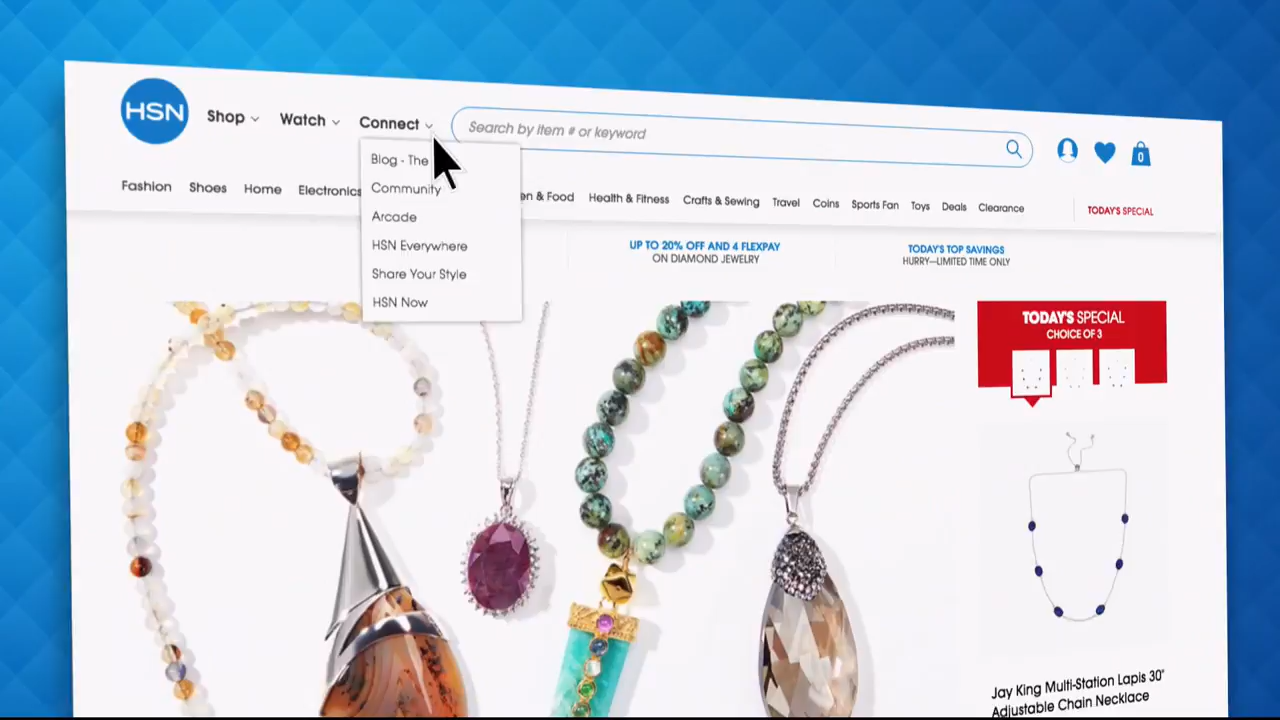 HSN
Shop
Watch
Connect
Search by item # or keyword
0
Blog - The
Community
Arcade
HSN Everywhere
Share Your Style
HSN Now
Fashion
Shoes
Home
Electronics
& Food
Health & Fitness
Crafts & Sewing
Travel
Coins
Sports Fan
Toys
Deals
Clearance
TODAY'S SPECIAL
UP TO 20% OFF AND 4 FLEXPAY
ON DIAMOND JEWELRY
TODAY'S TOP SAVINGS
HURRY—LIMITED TIME ONLY
TODAY'S SPECIAL
CHOICE OF 3
Jay King Multi-Station Lapis 30"
Adjustable Chain Necklace